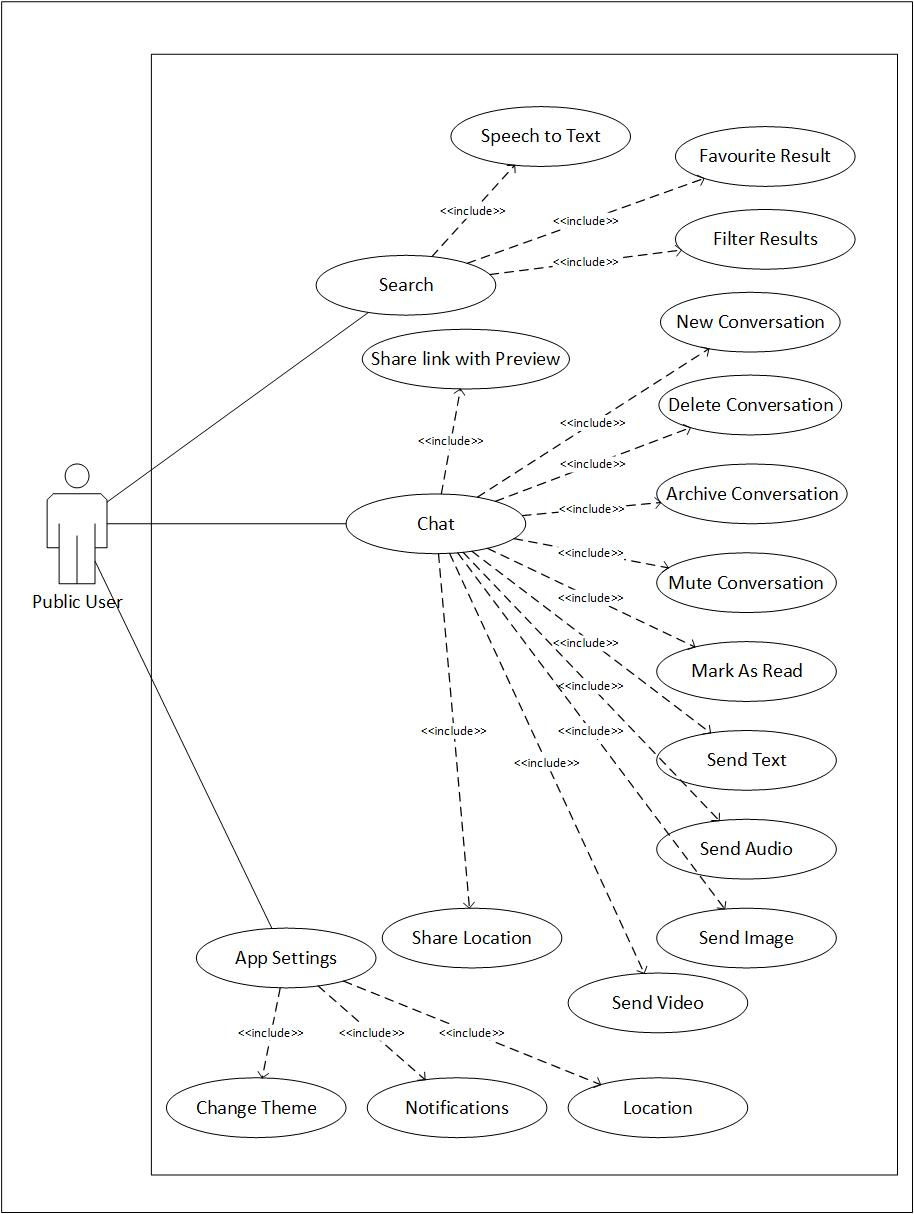 Speech to Text
Favourite Result
<<include>>
<<include>>
Filter Results
<<include>>
Search
New Conversation
Share link with Preview
Delete Conversation
<<include>>
<<include>>
<<include>>
Archive Conversation
<<include>>
Chat
<<include>>
Mute Conversation
<<include>>
Public User
<<include>>
Mark As Read
<<include>>
<<include>>
<<include>>
Send Text
<<include>>
Send Audio
Share Location
Send Image
App Settings
Send Video
<<include>>
<<include>>
<<include>>
Change Theme
Notifications
Location